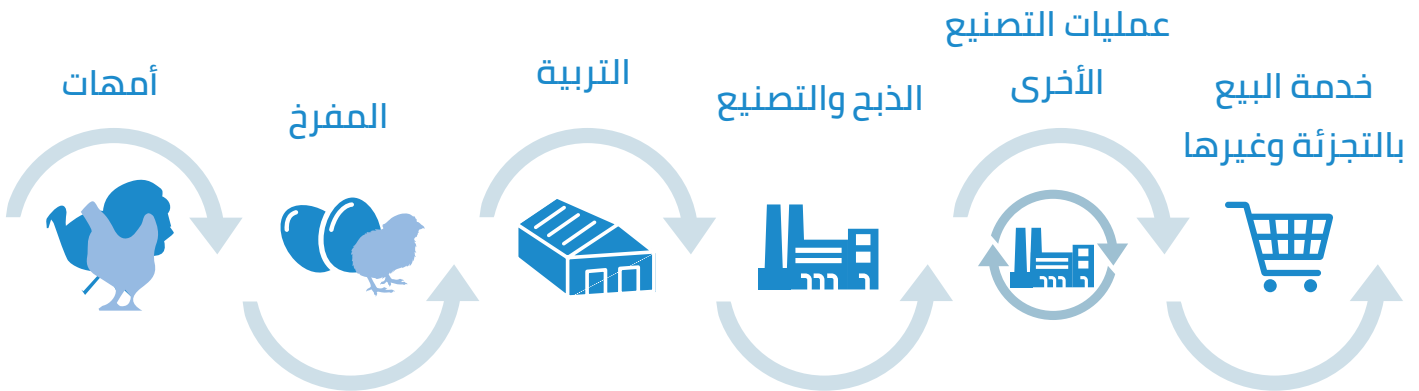 أمهات
المفرخ
التربية
الذبح والتصنيع
عمليات التصنيع
الأخرى
خدمة البيع
بالتجزئة وغيرها